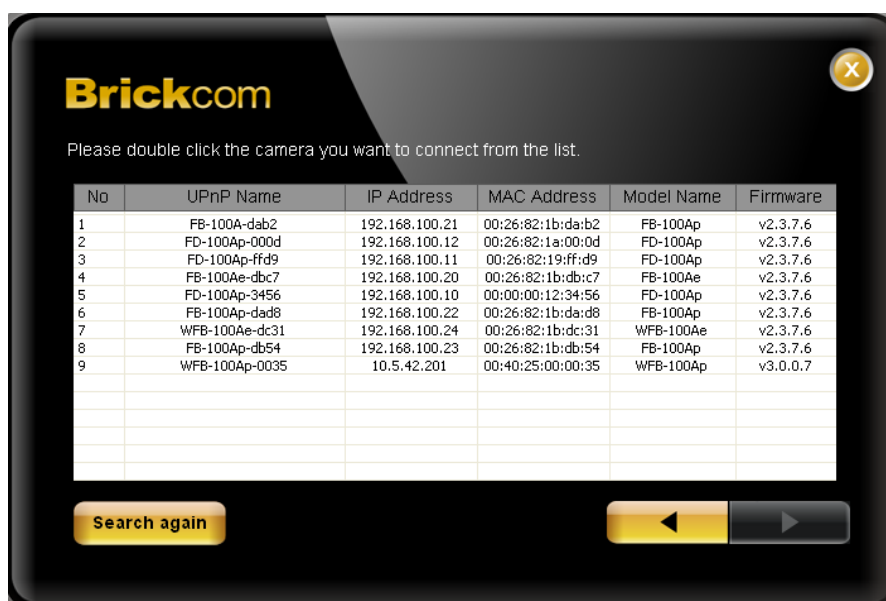 Brickcom
X
Please double click the camera you want to connect from the list.
No UPnP Name IP Address MAC Address Model Name Firmware
1 FB-100A-dab2 192.168.100.21 00:26:82:1b:da:b2 FB-100Ap v2.3.7.6
2 FD-100Ap-000d 192.168.100.12 00:26:82:1a:00:0d FD-100Ap v2.3.7.6
3 FD-100Ap-ffd9 192.168.100.11 00:26:82:19:ff:d9 FD-100Ap v2.3.7.6
4 FB-100Ae-dbc7 192.168.100.20 00:26:82:1b:db:c7 FB-100Ae v2.3.7.6
5 FD-100Ap-3456 192.168.100.10 00:00:00:12:34:56 FD-100Ap v2.3.7.6
6 FB-100Ap-dad8 192.168.100.22 00:26:82:1b:da:d8 FB-100Ap v2.3.7.6
7 WFB-100Ae-dc31 192.168.100.24 00:26:82:1b:dc:31 WFB-100Ae v2.3.7.6
8 FB-100Ap-db54 192.168.100.23 00:26:82:1b:db:54 FB-100Ap v2.3.7.6
9 WFB-100Ap-0035 10.5.42.201 00:40:25:00:00:35 WFB-100Ap v3.0.0.7
Search again